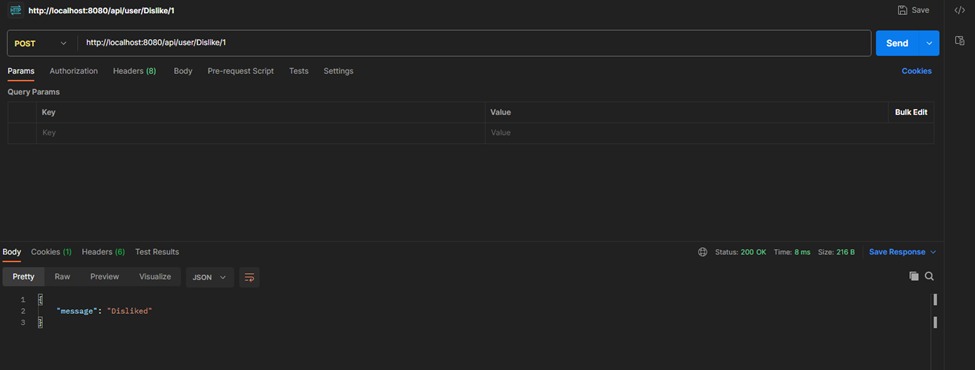 http://localhost:8080/api/user/Dislike/1 Save
POST http://localhost:8080/api/user/Dislike/1 Send
Params Authorization Headers (8) Body Pre-request Script Tests Settings Cookies
Query Params
Key Value Bulk Edit
Key Value
Body Cookies (1) Headers (6) Test Results Status: 200 OK Time: 8 ms Size: 216 B Save Response
Pretty Raw Preview Visualize JSON
1 {
2 "message": "Disliked"
3 }